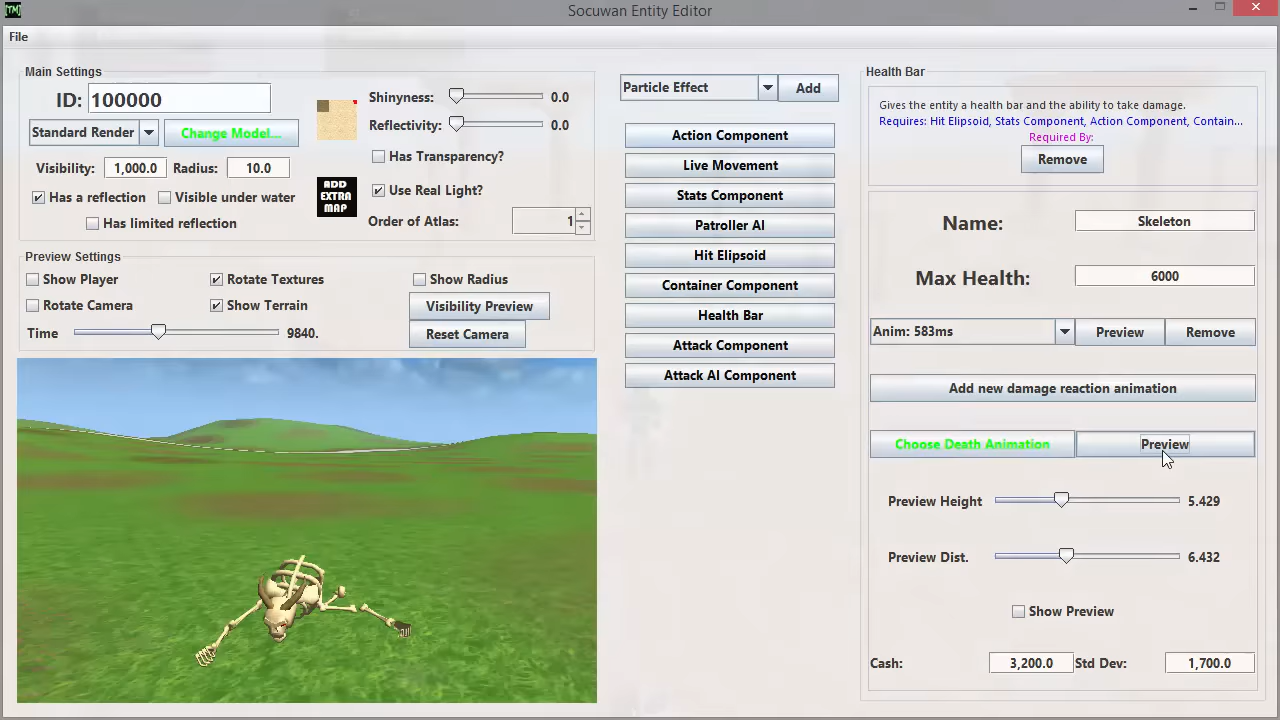 [TM]
Socuwan Entity Editor
File
Main Settings
ID: 100000
Standard Render
Change Model...
Visibility: 1,000.0 Radius: 10.0
Has a reflection Visible under water
Has limited reflection
Shinyness: 0.0
Reflectivity: 0.0
Has Transparency?
ADD
EXTRA
MAP
Use Real Light?
Order of Atlas: 1
Preview Settings
Show Player Rotate Textures Show Radius
Rotate Camera Show Terrain Visibility Preview
Time 9840. Reset Camera
Particle Effect Add
Action Component
Live Movement
Stats Component
Patroller AI
Hit Elipsoid
Container Component
Health Bar
Attack Component
Attack AI Component
Health Bar
Gives the entity a health bar and the ability to take damage.
Requires: Hit Elipsoid, Stats Component, Action Component, Contain...
Required By:
Remove
Name: Skeleton
Max Health: 6000
Anim: 583ms Preview Remove
Add new damage reaction animation
Choose Death Animation Preview
Preview Height 5.429
Preview Dist. 6.432
Show Preview
Cash: 3,200.0 Std Dev: 1,700.0